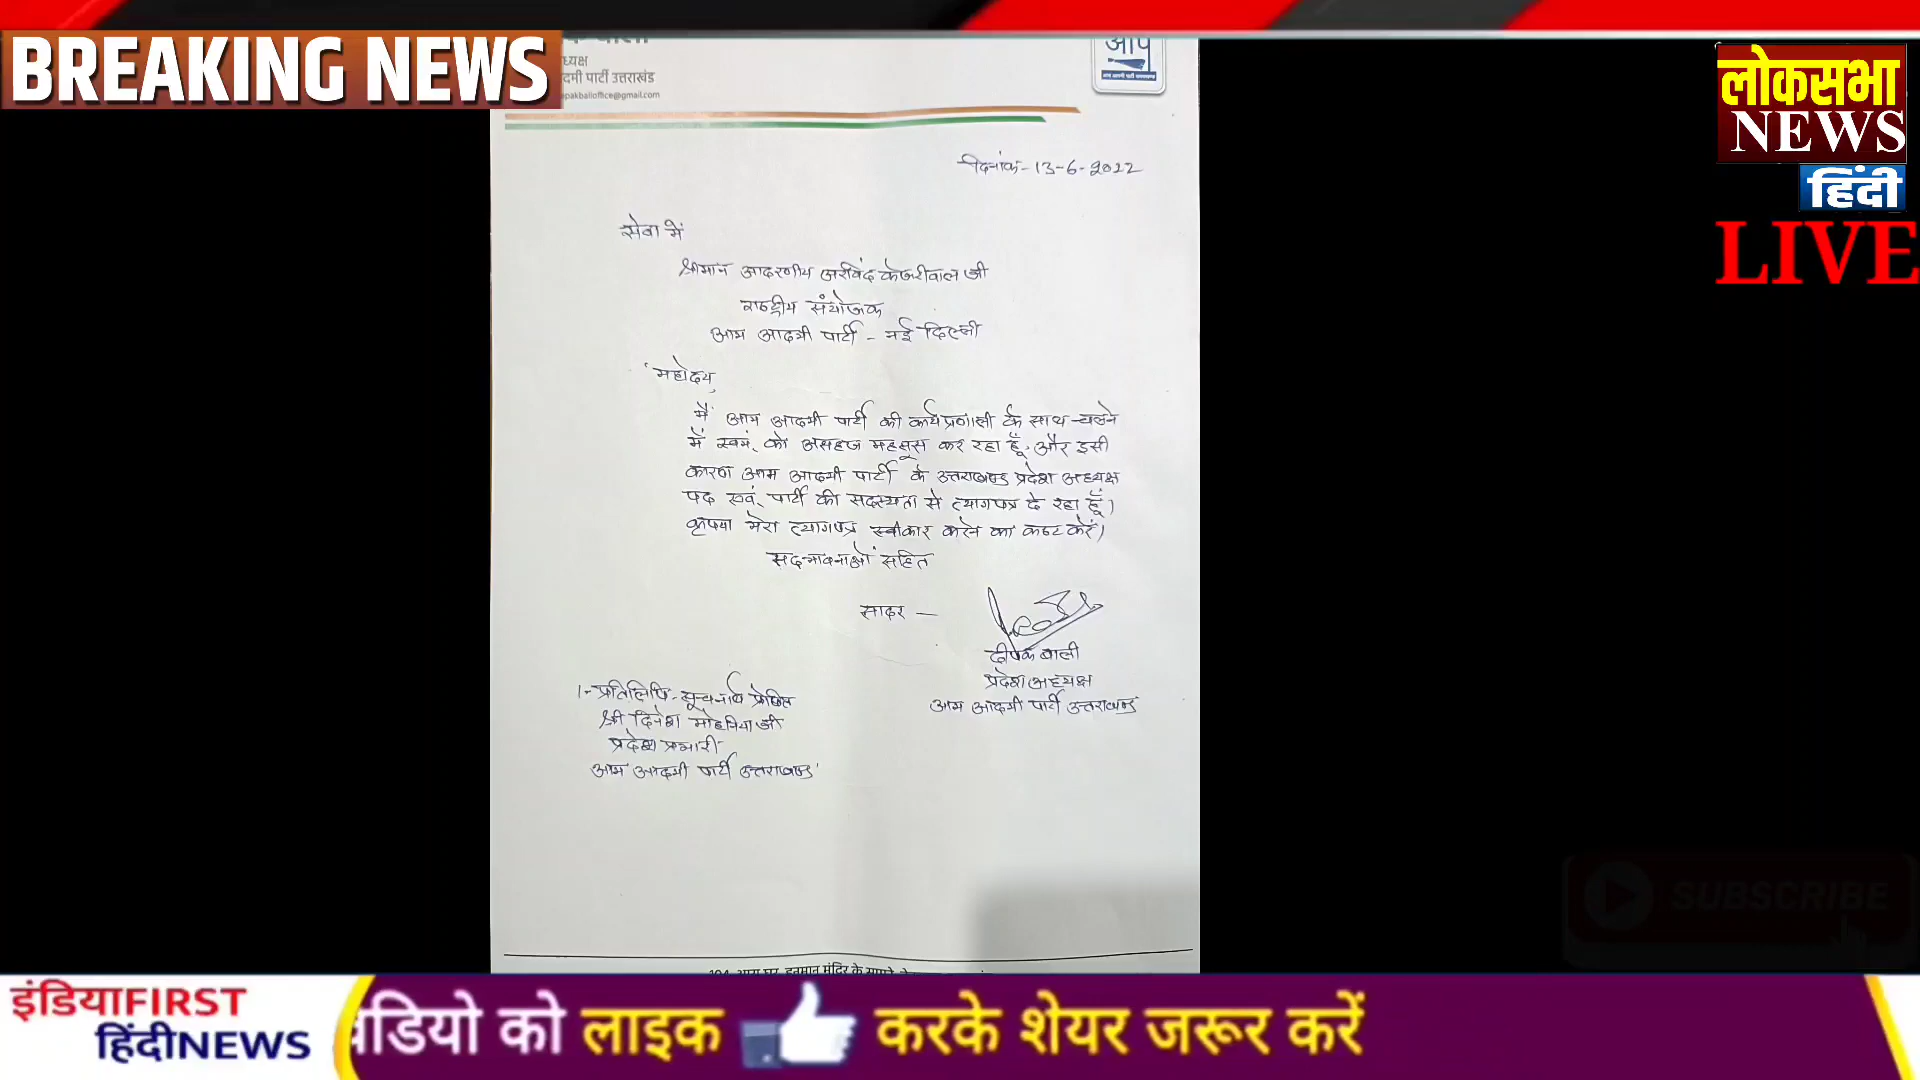 BREAKING NEWS
लोकसभा
NEWS
हिंदी
LIVE
ध्यक्ष
दमी पार्टी उत्तराखंड
ipakbalioffice@gmail.com
आप
दिनांक- 13-6-2022
सेवा में
श्रीमान आदरणीय अरविंद केजरीवाल जी
राष्ट्रीय संयोजक
आम आदमी पार्टी - नई दिल्ली
महोदय,
मैं आम आदमी पार्टी की कार्यप्रणाली के साथ चलने
में स्वयं को असहज महसूस कर रहा हूँ, और इसी
कारण आम आदमी पार्टी के उत्तराखण्ड प्रदेश अध्यक्ष
पद एवं पार्टी की सदस्यता से त्यागपत्र दे रहा हूँ।
कृपया मेरा त्यागपत्र स्वीकार करने का कष्ट करें।
सद्भावनाओं सहित
सादर —
दीपक बाली
प्रदेश अध्यक्ष
आम आदमी पार्टी उत्तराखण्ड
1- प्रतिलिपि - सूचनार्थ प्रेषित
श्री दिनेश मोहनिया जी
प्रदेश प्रभारी
आम आदमी पार्टी उत्तराखण्ड
SUBSCRIBE
इंडियाFIRST
हिंदीNEWS
वीडियो को लाइक करके शेयर जरूर करें